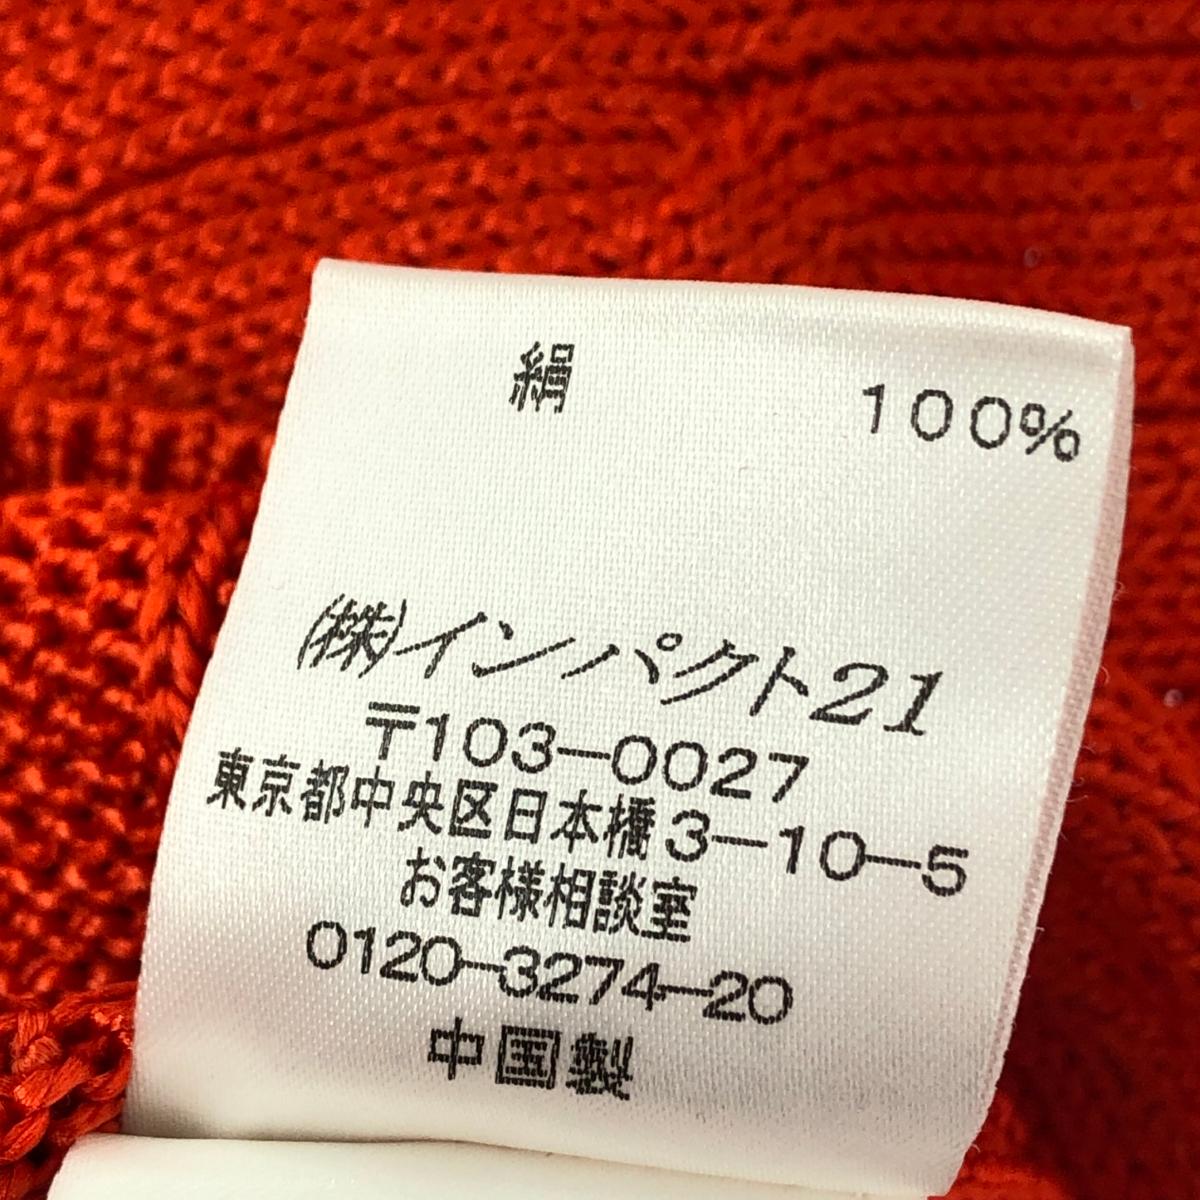 絹 100%
(株)インパクト21
〒103-0027
東京都中央区日本橋3-10-5
お客様相談室
0120-3274-20
中国製